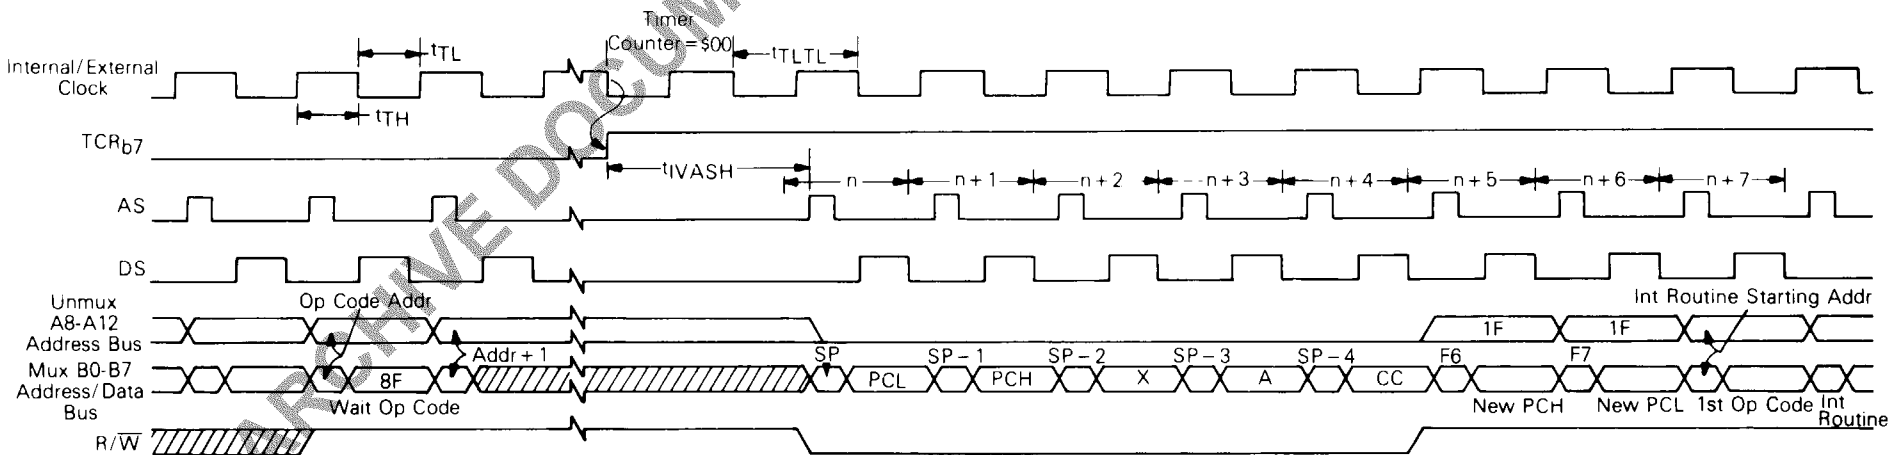 Timer
Counter = $00
tTL
tTLTL
Internal/External
Clock
tTH
TCRb7
tIVASH
n
n + 1
n + 2
n + 3
n + 4
n + 5
n + 6
n + 7
AS
DS
Unmux
A8-A12
Address Bus
Op Code Addr
Int Routine Starting Addr
1F
1F
Addr + 1
SP
SP - 1
SP - 2
SP - 3
SP - 4
F6
F7
Mux B0-B7
Address/Data
Bus
8F
PCL
PCH
X
A
CC
Wait Op Code
New PCH
New PCL
1st Op Code
Int
Routine
R/W̅
ARCHIVE DOCUM